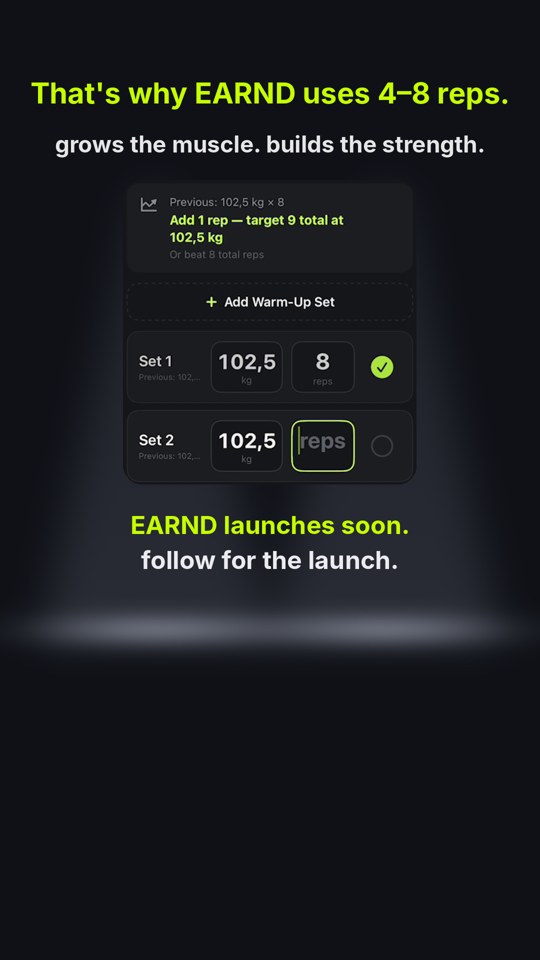 That's why EARND uses 4–8 reps.
grows the muscle. builds the strength.
Previous: 102,5 kg × 8
Add 1 rep — target 9 total at
102,5 kg
Or beat 8 total reps
+ Add Warm-Up Set
Set 1
Previous: 102,...
102,5
kg
8
reps
Set 2
Previous: 102,...
102,5
kg
reps
EARND launches soon.
follow for the launch.